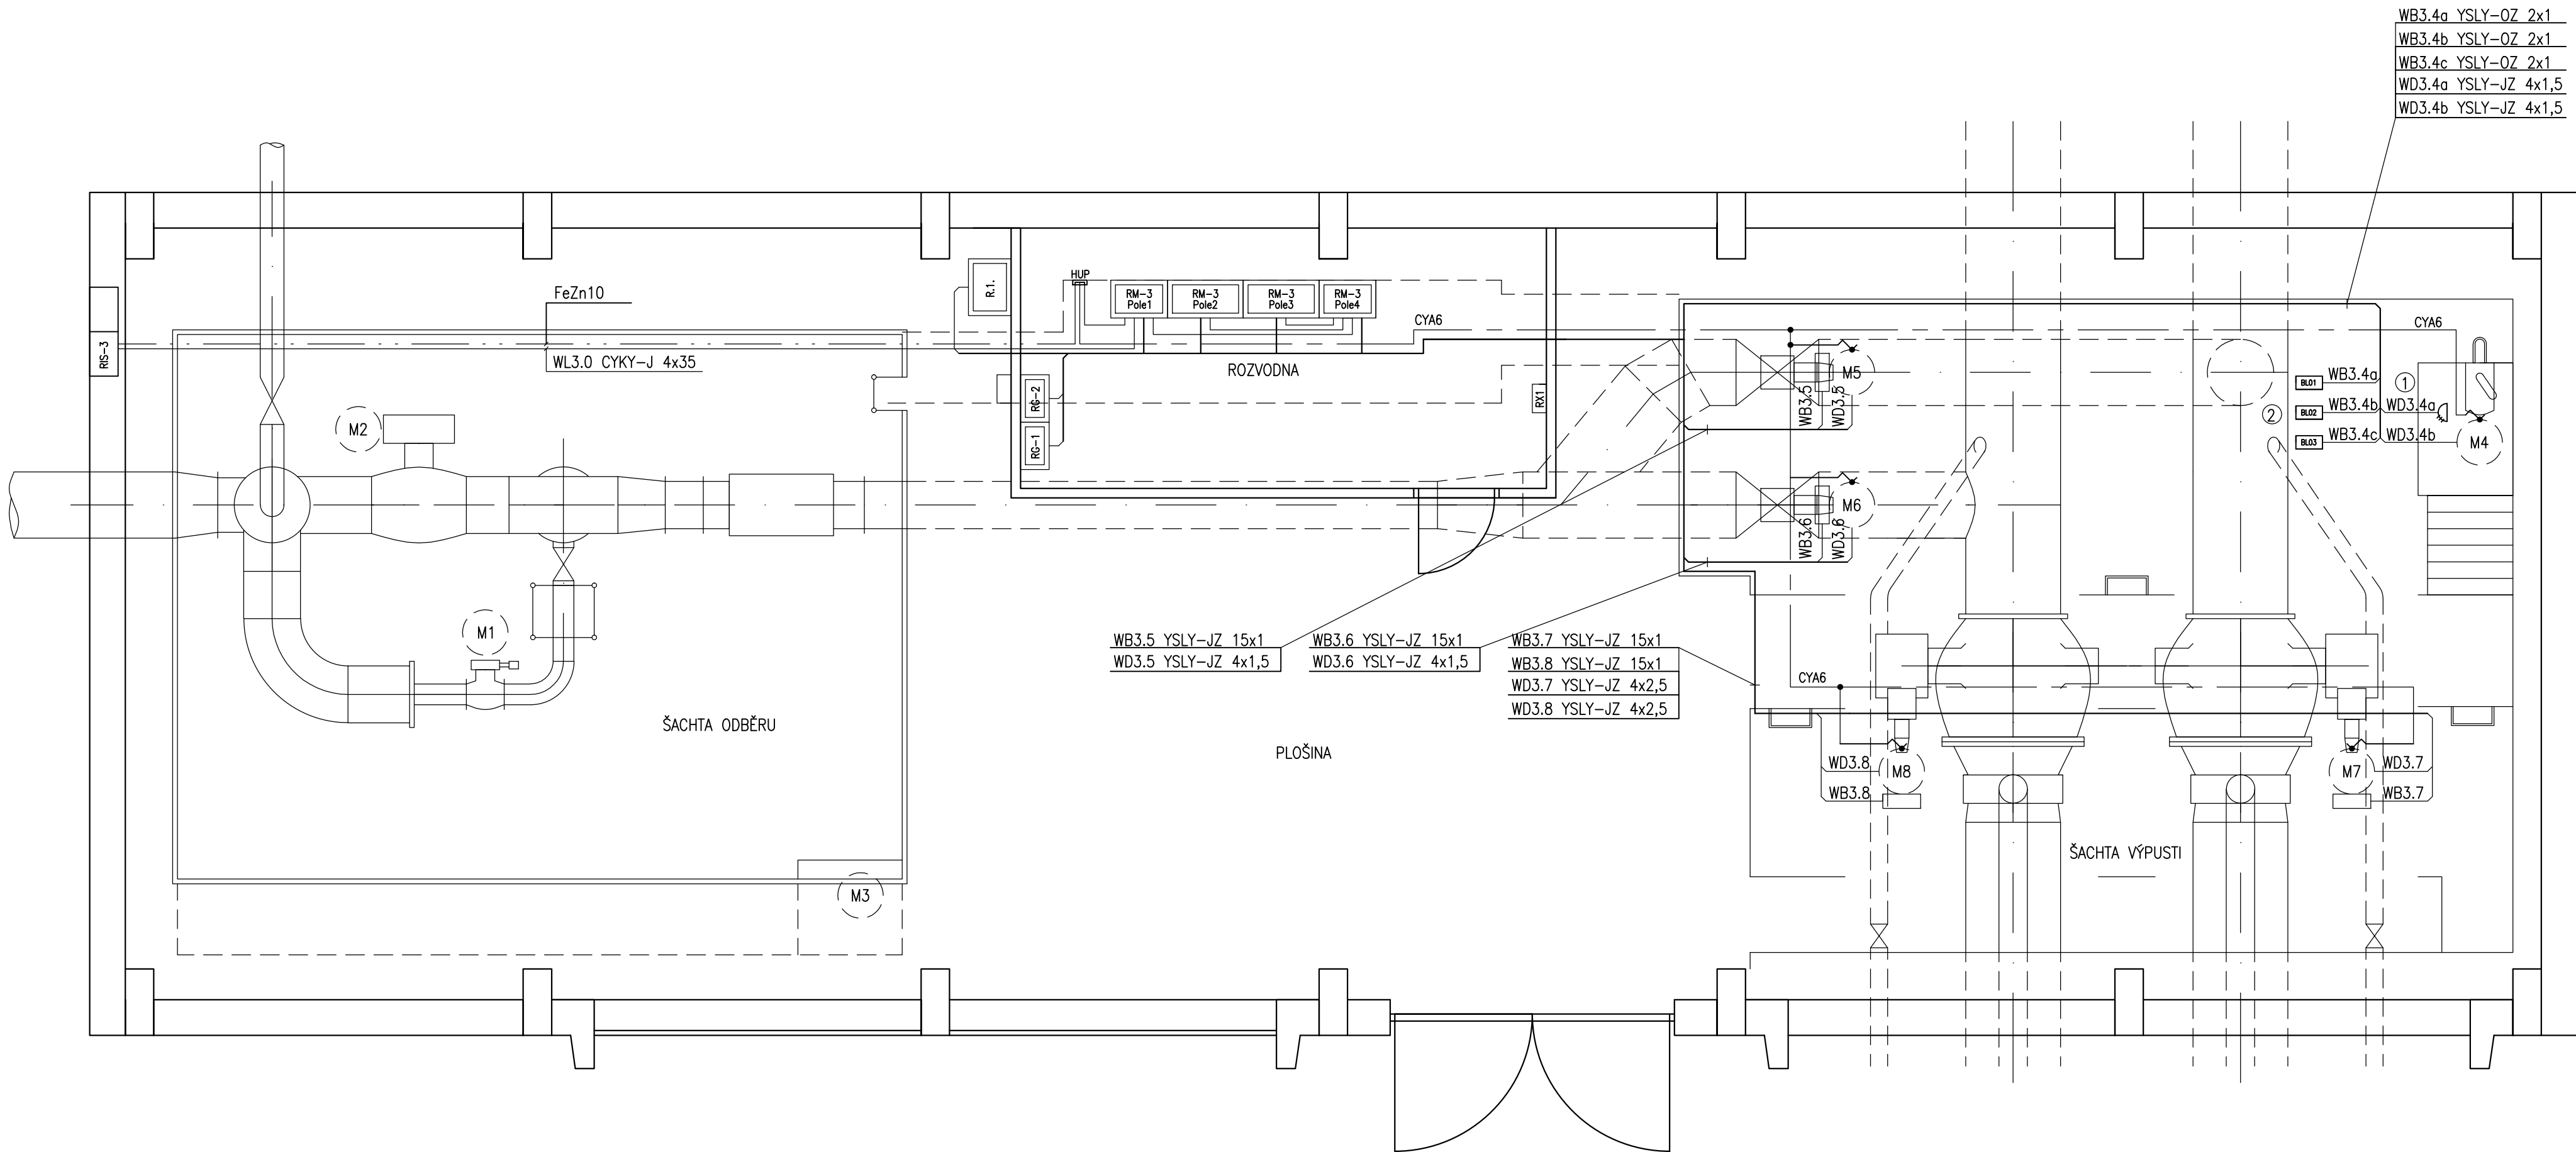 WB3.4a YSLY-OZ 2x1
WB3.4b YSLY-OZ 2x1
WB3.4c YSLY-OZ 2x1
WD3.4a YSLY-JZ 4x1,5
WD3.4b YSLY-JZ 4x1,5
FeZn10
WL3.0 CYKY-J 4x35
RIS-3
R.1.
HUP
RM-3
Pole1
RM-3
Pole2
RM-3
Pole3
RM-3
Pole4
CYA6
CYA6
ROZVODNA
RG-2
RG-1
RX1
M5
WB3.5
WD3.5
M6
WB3.6
WD3.6
BL01
WB3.4a
1
BL02
WB3.4b
WD3.4a
2
BL03
WB3.4c
WD3.4b
M4
M2
M1
WB3.5 YSLY-JZ 15x1
WD3.5 YSLY-JZ 4x1,5
WB3.6 YSLY-JZ 15x1
WD3.6 YSLY-JZ 4x1,5
WB3.7 YSLY-JZ 15x1
WB3.8 YSLY-JZ 15x1
WD3.7 YSLY-JZ 4x2,5
WD3.8 YSLY-JZ 4x2,5
CYA6
ŠACHTA ODBĚRU
PLOŠINA
WD3.8
M8
WB3.8
M7
WD3.7
WB3.7
ŠACHTA VÝPUSTI
M3